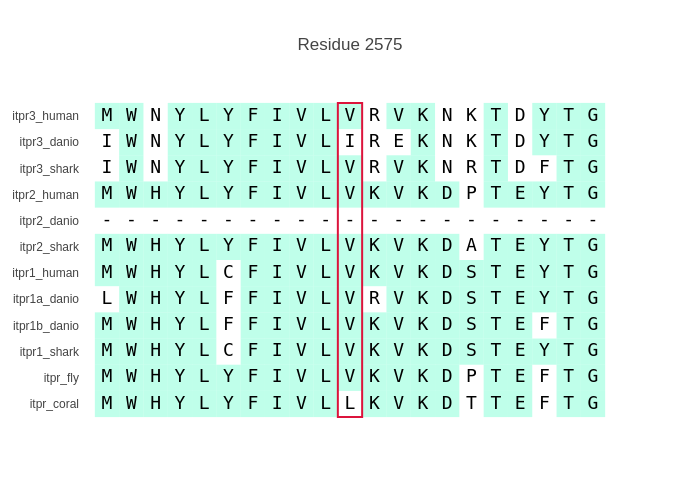 Residue 2575
itpr3_human M W N Y L Y F I V L V R V K N K T D Y T G
itpr3_danio I W N Y L Y F I V L I R E K N K T D Y T G
itpr3_shark I W N Y L Y F I V L V R V K N R T D F T G
itpr2_human M W H Y L Y F I V L V K V K D P T E Y T G
itpr2_danio - - - - - - - - - - - - - - - - - - - - -
itpr2_shark M W H Y L Y F I V L V K V K D A T E Y T G
itpr1_human M W H Y L C F I V L V K V K D S T E Y T G
itpr1a_danio L W H Y L F F I V L V R V K D S T E Y T G
itpr1b_danio M W H Y L F F I V L V K V K D S T E F T G
itpr1_shark M W H Y L C F I V L V K V K D S T E Y T G
itpr_fly M W H Y L Y F I V L V K V K D P T E F T G
itpr_coral M W H Y L Y F I V L L K V K D T T E F T G